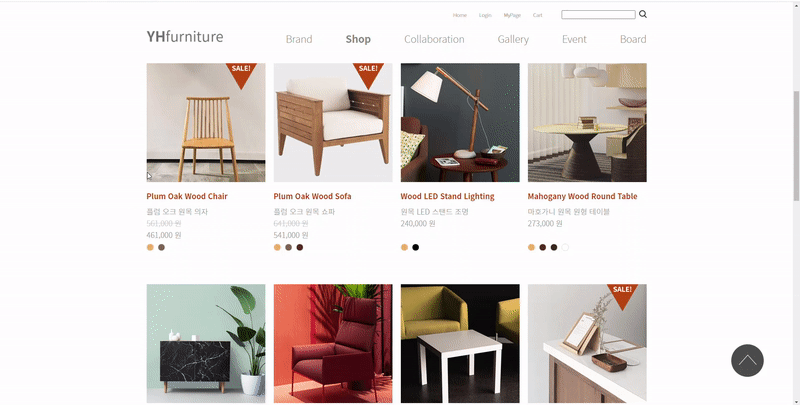 Home Login MyPage Cart
YHfurniture
Brand Shop Collaboration Gallery Event Board
SALE!
SALE!
Plum Oak Wood Chair
플럼 오크 원목 의자
561,000 원
461,000 원
Plum Oak Wood Sofa
플럼 오크 원목 쇼파
641,000 원
541,000 원
Wood LED Stand Lighting
원목 LED 스탠드 조명
240,000 원
Mahogany Wood Round Table
마호가니 원목 원형 테이블
273,000 원
SALE!